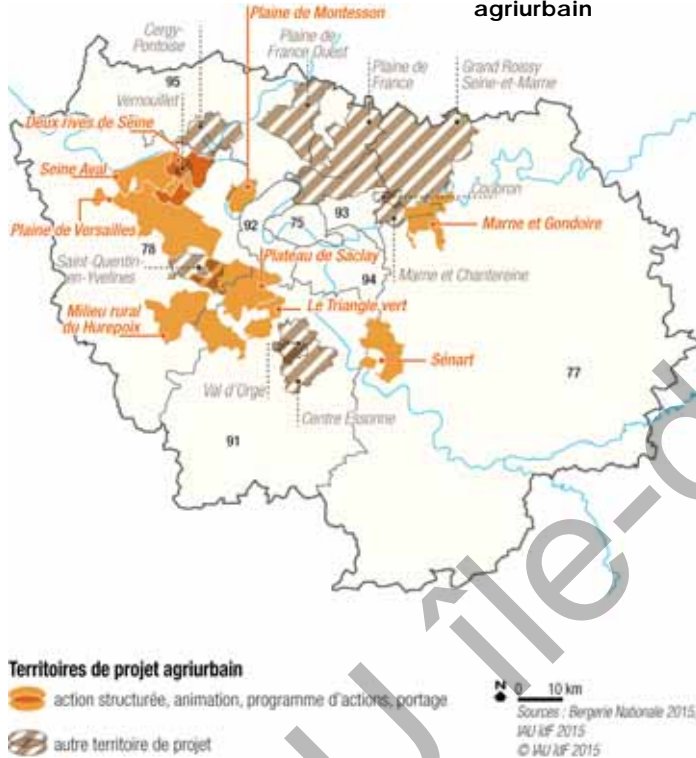 agriurbain
Plaine de Montesson
Cergy-
Pontoise
Plaine de
France Ouest
Plaine de
France
Grand Roissy
Seine-et-Marne
95
Vernouillet
Deux rives de Seine
Seine Aval
Coubron
Plaine de Versailles
92
75
93
Marne et Gondoire
78
Saint-Quentin
en-Yvelines
Plateau de Saclay
94
Marne et Chantereine
Milieu rural
du Hurepoix
Le Triangle vert
Sénart
77
Val d'Orge
Centre Essonne
91
Territoires de projet agriurbain
action structurée, animation, programme d'actions, portage
autre territoire de projet
N
0 10 km
Sources : Bergerie Nationale 2015,
IAU îdF 2015
© IAU îdF 2015